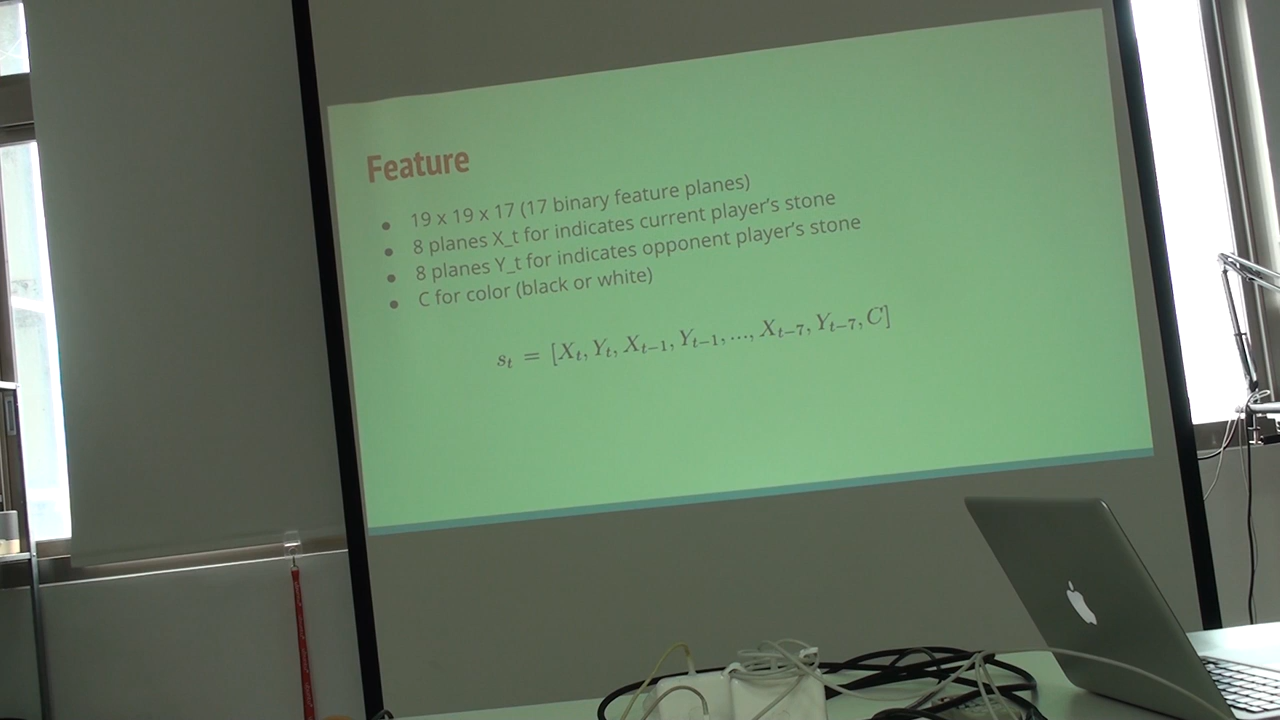 Feature
● 19 x 19 x 17 (17 binary feature planes)
● 8 planes X_t for indicates current player's stone
● 8 planes Y_t for indicates opponent player's stone
● C for color (black or white)
s_t = [X_t, Y_t, X_{t−1}, Y_{t−1}, ..., X_{t−7}, Y_{t−7}, C]